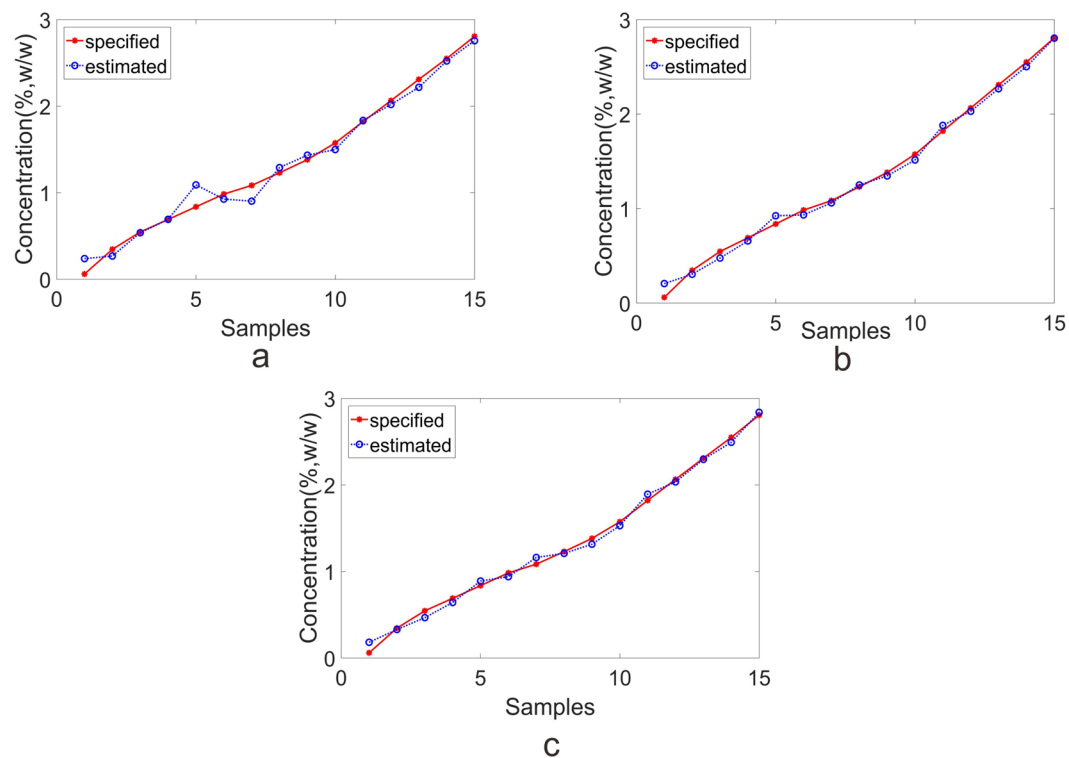 3
2
1
0
0
5
10
15
Concentration(%,w/w)
specified
estimated
Samples
a
3
2
1
0
0
5
10
15
Concentration(%,w/w)
specified
estimated
Samples
b
3
2
1
0
0
5
10
15
Concentration(%,w/w)
specified
estimated
Samples
c